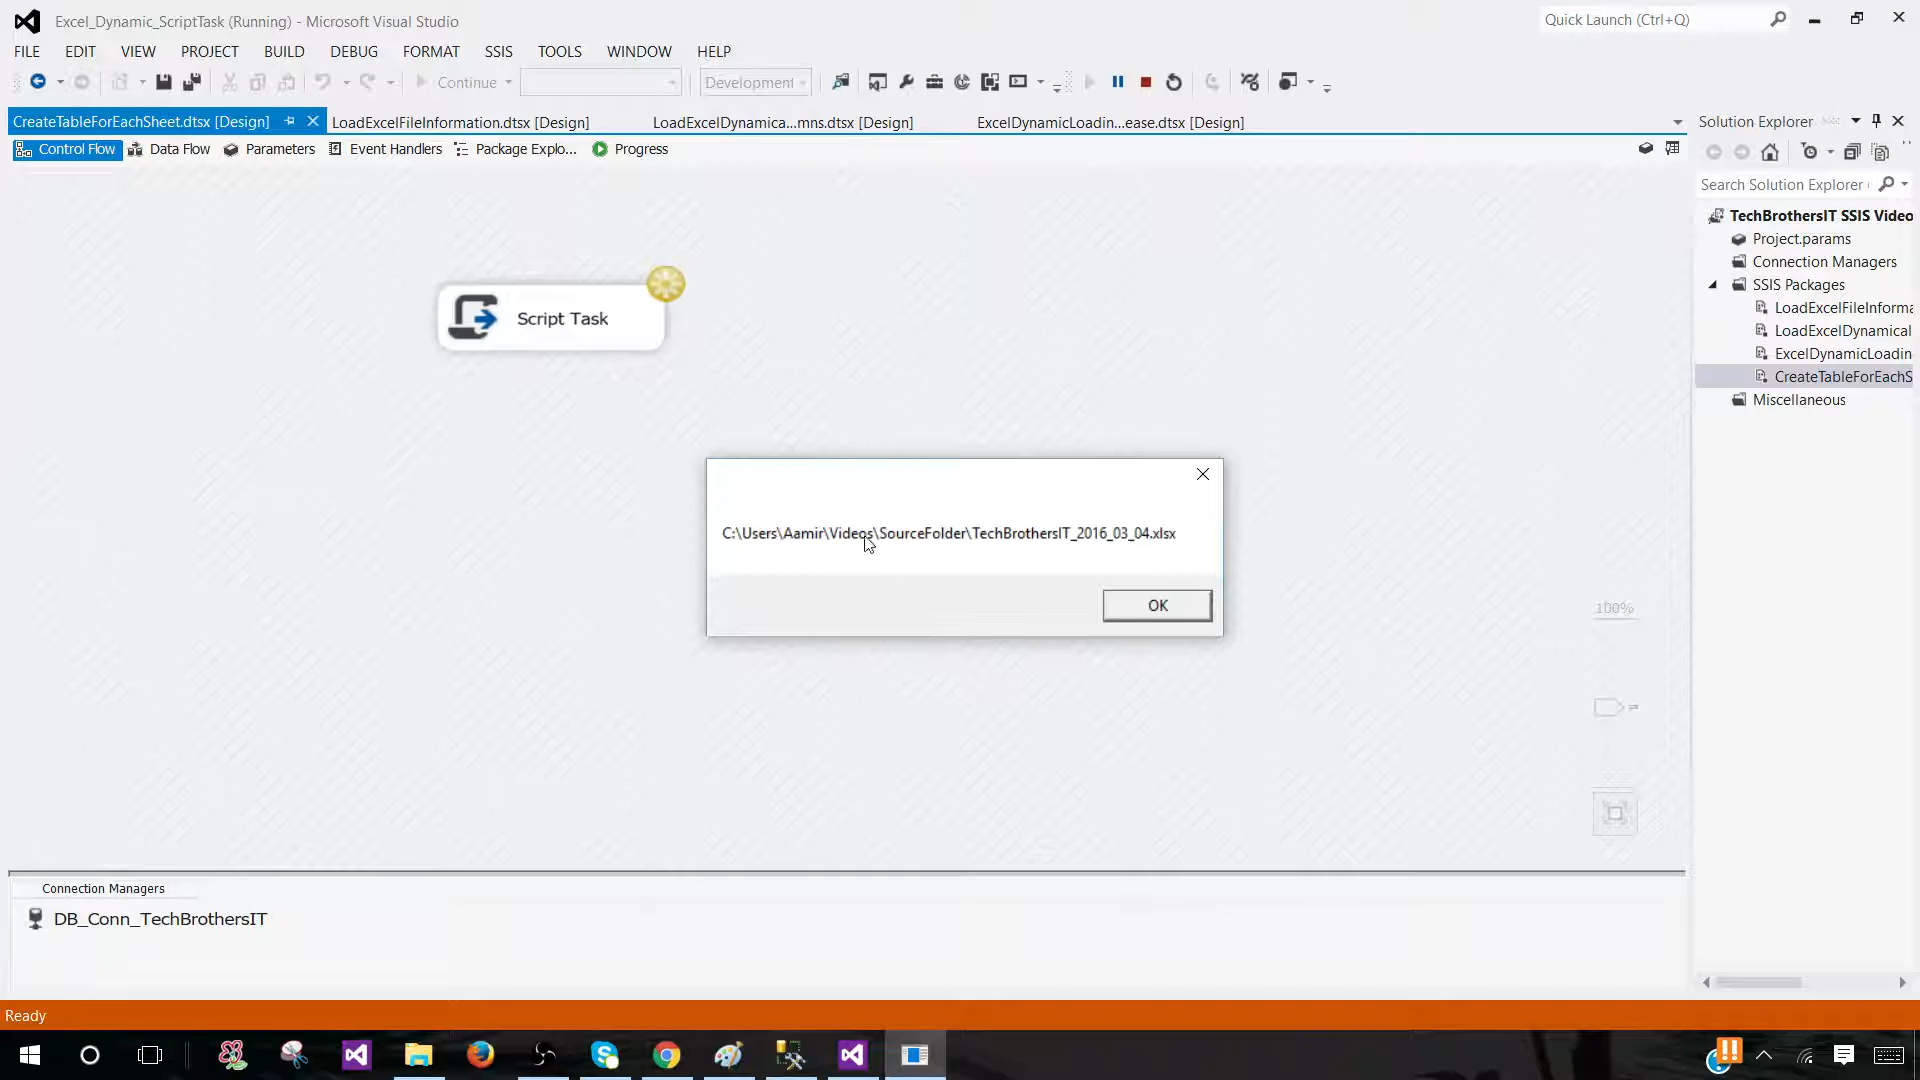 Excel_Dynamic_ScriptTask (Running) - Microsoft Visual Studio
Quick Launch (Ctrl+Q)
FILE EDIT VIEW PROJECT BUILD DEBUG FORMAT SSIS TOOLS WINDOW HELP
Continue Development
CreateTableForEachSheet.dtsx [Design] LoadExcelFileInformation.dtsx [Design] LoadExcelDynamica...mns.dtsx [Design] ExcelDynamicLoadin...ease.dtsx [Design]
Solution Explorer
Control Flow Data Flow Parameters Event Handlers Package Explo... Progress
Search Solution Explorer (
TechBrothersIT SSIS Video
Project.params
Connection Managers
SSIS Packages
LoadExcelFileInforma
LoadExcelDynamical
ExcelDynamicLoadin
CreateTableForEachS
Miscellaneous
Script Task
C:\Users\Aamir\Videos\SourceFolder\TechBrothersIT_2016_03_04.xlsx
OK
100%
Connection Managers
DB_Conn_TechBrothersIT
Ready